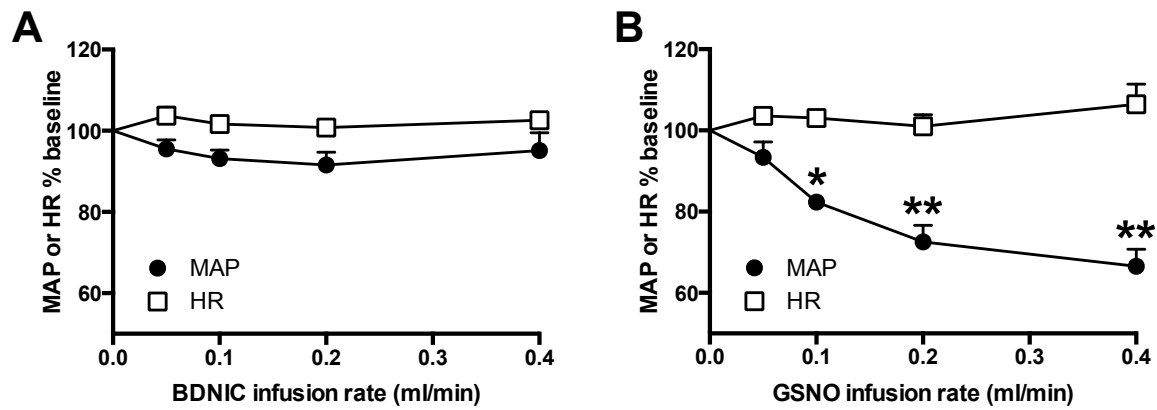 A
MAP or HR % baseline
120
100
80
60
MAP
HR
0.0 0.1 0.2 0.3 0.4
BDNIC infusion rate (ml/min)
B
MAP or HR % baseline
120
100
80
60
*
**
**
MAP
HR
0.0 0.1 0.2 0.3 0.4
GSNO infusion rate (ml/min)